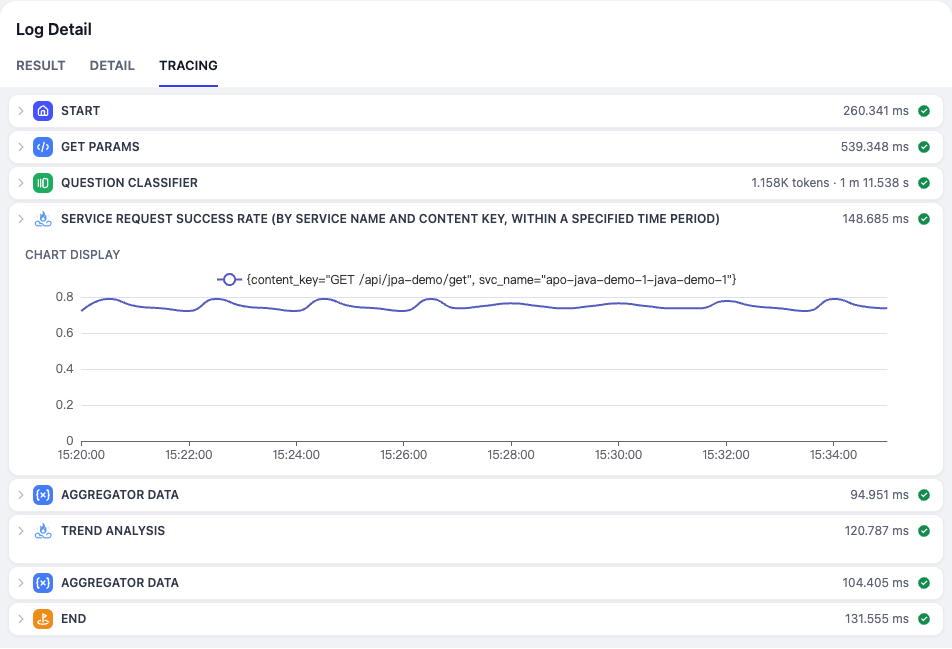 Log Detail
RESULT DETAIL TRACING
START 260.341 ms
GET PARAMS 539.348 ms
QUESTION CLASSIFIER 1.158K tokens · 1 m 11.538 s
SERVICE REQUEST SUCCESS RATE (BY SERVICE NAME AND CONTENT KEY, WITHIN A SPECIFIED TIME PERIOD) 148.685 ms
CHART DISPLAY
{content_key="GET /api/jpa-demo/get", svc_name="apo-java-demo-1-java-demo-1"}
0.8
0.6
0.4
0.2
0
15:20:00 15:22:00 15:24:00 15:26:00 15:28:00 15:30:00 15:32:00 15:34:00
AGGREGATOR DATA 94.951 ms
TREND ANALYSIS 120.787 ms
AGGREGATOR DATA 104.405 ms
END 131.555 ms